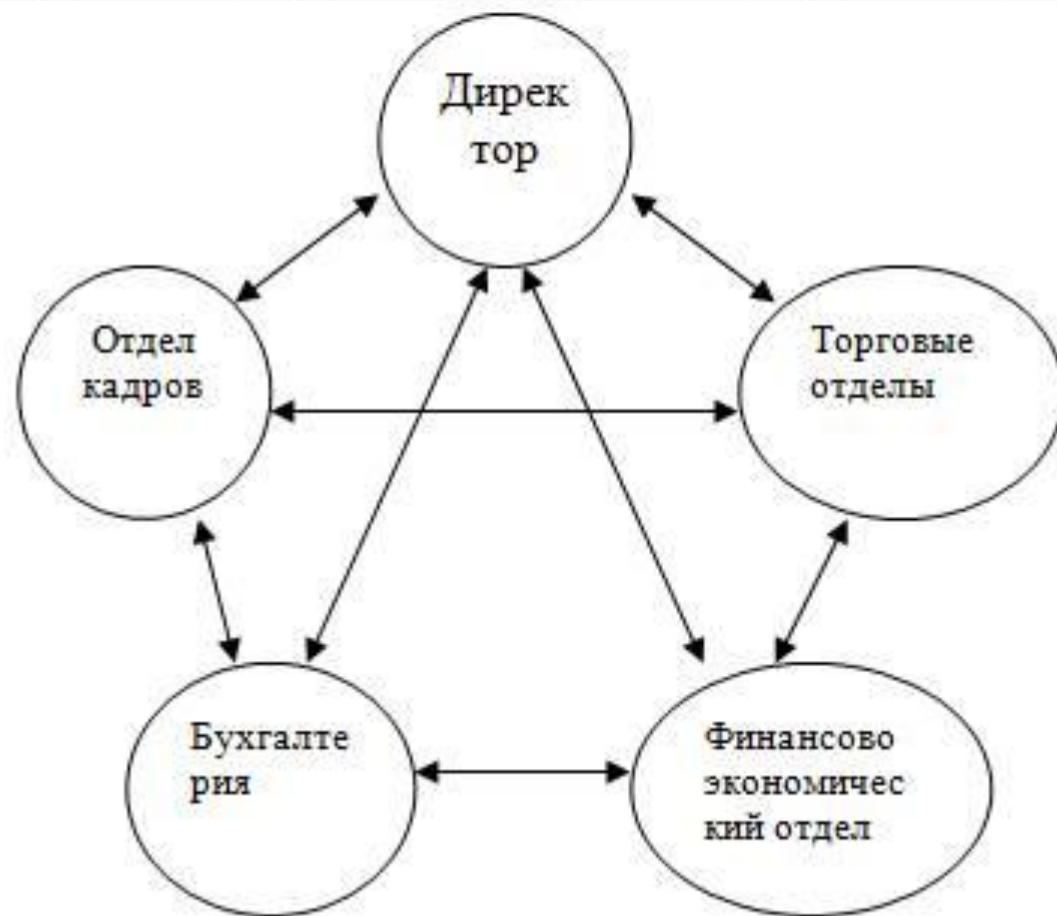 Дирек
тор
Отдел
кадров
Торговые
отделы
Бухгалте
рия
Финансово
экономичес
кий отдел